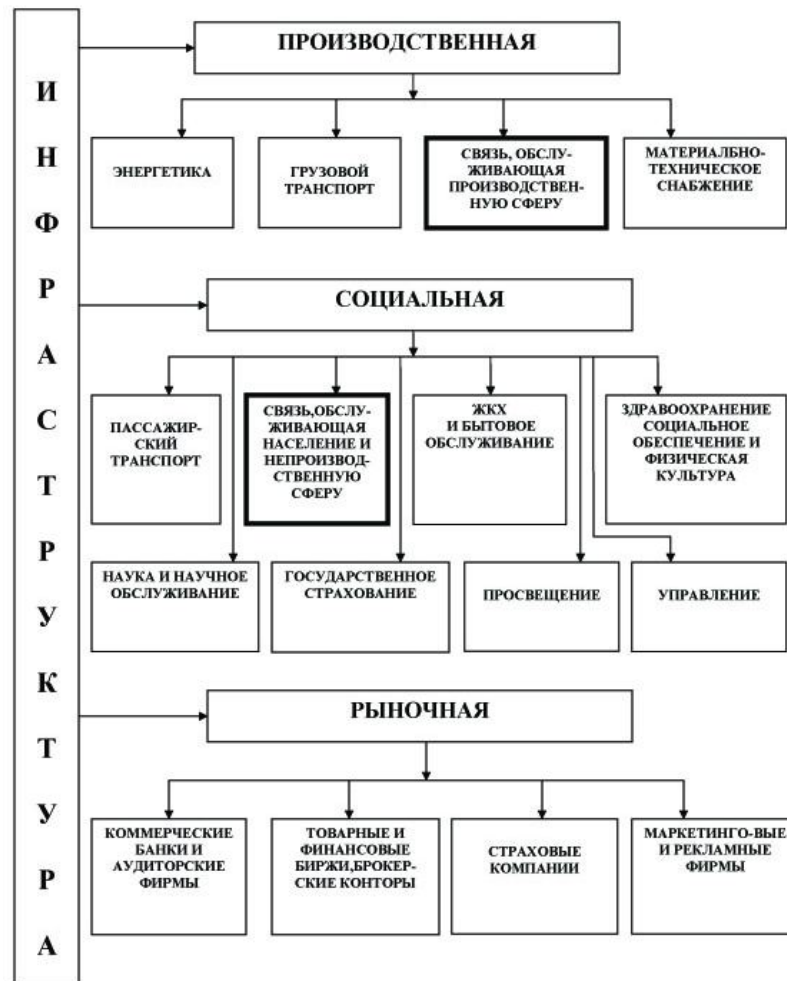 ИНФРАСТРУКТУРА
ПРОИЗВОДСТВЕННАЯ
ЭНЕРГЕТИКА
ГРУЗОВОЙ
ТРАНСПОРТ
СВЯЗЬ, ОБСЛУ-
ЖИВАЮЩАЯ
ПРОИЗВОДСТВЕН-
НУЮ СФЕРУ
МАТЕРИАЛБНО-
ТЕХНИЧЕСКОЕ
СНАБЖЕНИЕ
СОЦИАЛЬНАЯ
ПАССАЖИР-
СКИЙ
ТРАНСПОРТ
СВЯЗЬ,ОБСЛУ-
ЖИВАЮЩАЯ
НАСЕЛЕНИЕ И
НЕПРОИЗВОД-
СТВЕННУЮ
СФЕРУ
ЖКХ
И БЫТОВОЕ
ОБСЛУЖИВАНИЕ
ЗДРАВООХРАНЕНИЕ
СОЦИАЛЬНОЕ
ОБЕСПЕЧЕНИЕ И
ФИЗИЧЕСКАЯ
КУЛЬТУРА
НАУКА И НАУЧНОЕ
ОБСЛУЖИВАНИЕ
ГОСУДАРСТВЕННОЕ
СТРАХОВАНИЕ
ПРОСВЕЩЕНИЕ
УПРАВЛЕНИЕ
РЫНОЧНАЯ
КОММЕРЧЕСКИЕ
БАНКИ И
АУДИТОРСКИЕ
ФИРМЫ
ТОВАРНЫЕ И
ФИНАНСОВЫЕ
БИРЖИ,БРОКЕР-
СКИЕ КОНТОРЫ
СТРАХОВЫЕ
КОМПАНИИ
МАРКЕТИНГО-ВЫЕ
И РЕКЛАМНЫЕ
ФИРМЫ